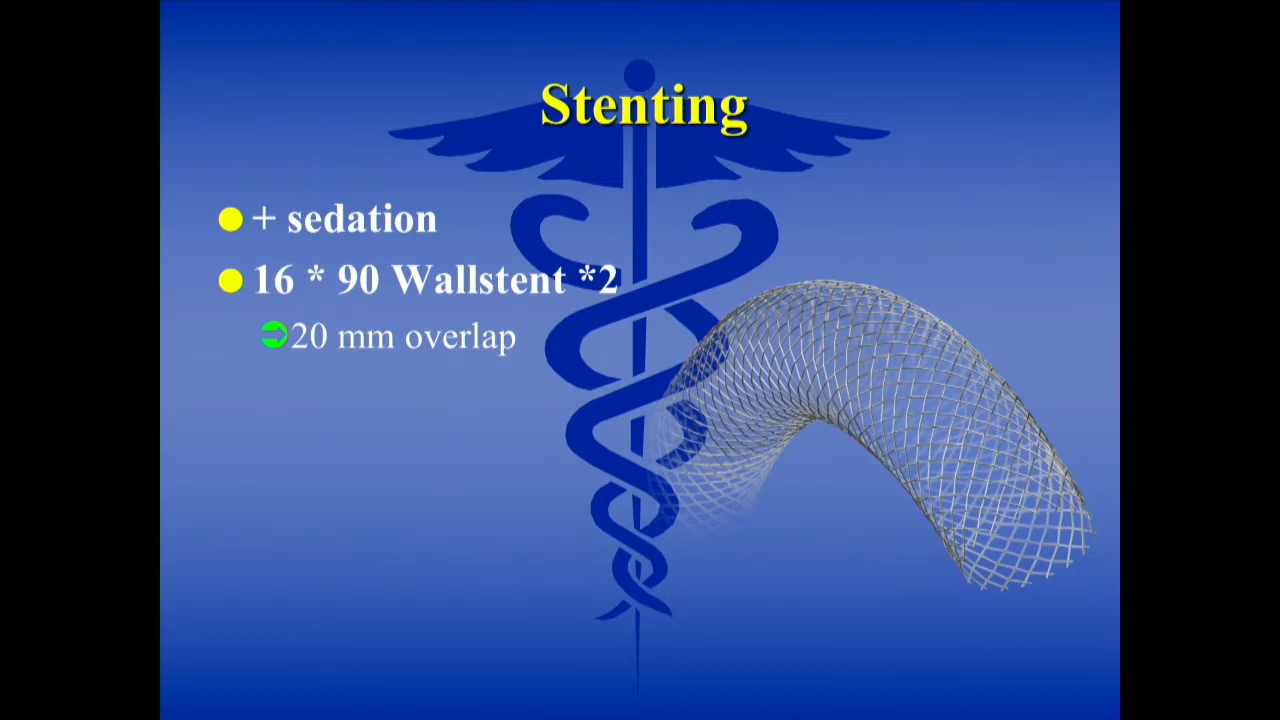 Stenting
+ sedation
16 * 90 Wallstent *2
20 mm overlap